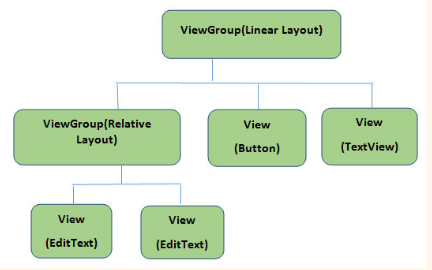 ViewGroup(Linear Layout)
ViewGroup(Relative
Layout)
View
(Button)
View
(TextView)
View
(EditText)
View
(EditText)